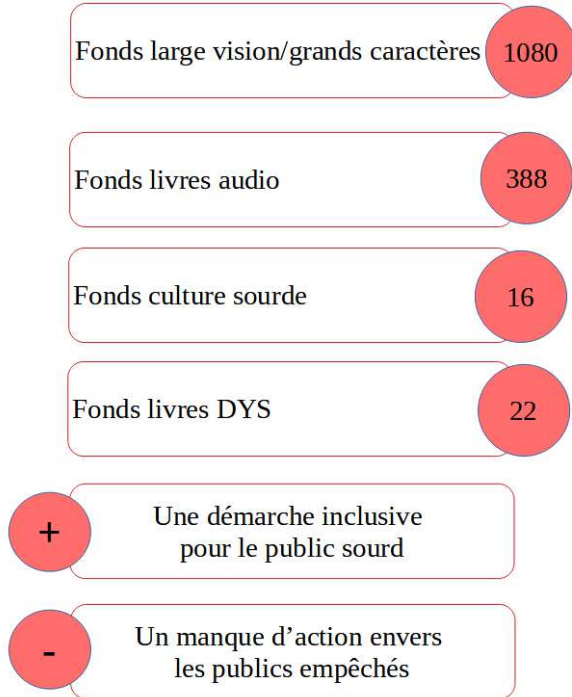 Fonds large vision/grands caractères 1080
Fonds livres audio 388
Fonds culture sourde 16
Fonds livres DYS 22
+ Une démarche inclusive
pour le public sourd
- Un manque d’action envers
les publics empêchés